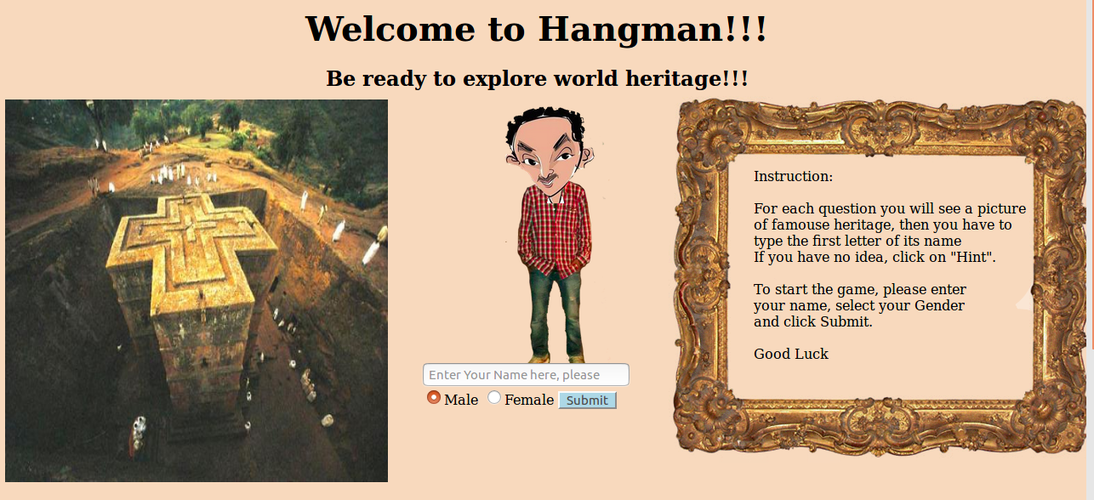 Welcome to Hangman!!!
Be ready to explore world heritage!!!
Instruction:
For each question you will see a picture
of famouse heritage, then you have to
type the first letter of its name
If you have no idea, click on "Hint".
To start the game, please enter
your name, select your Gender
and click Submit.
Good Luck
Enter Your Name here, please
Male Female Submit